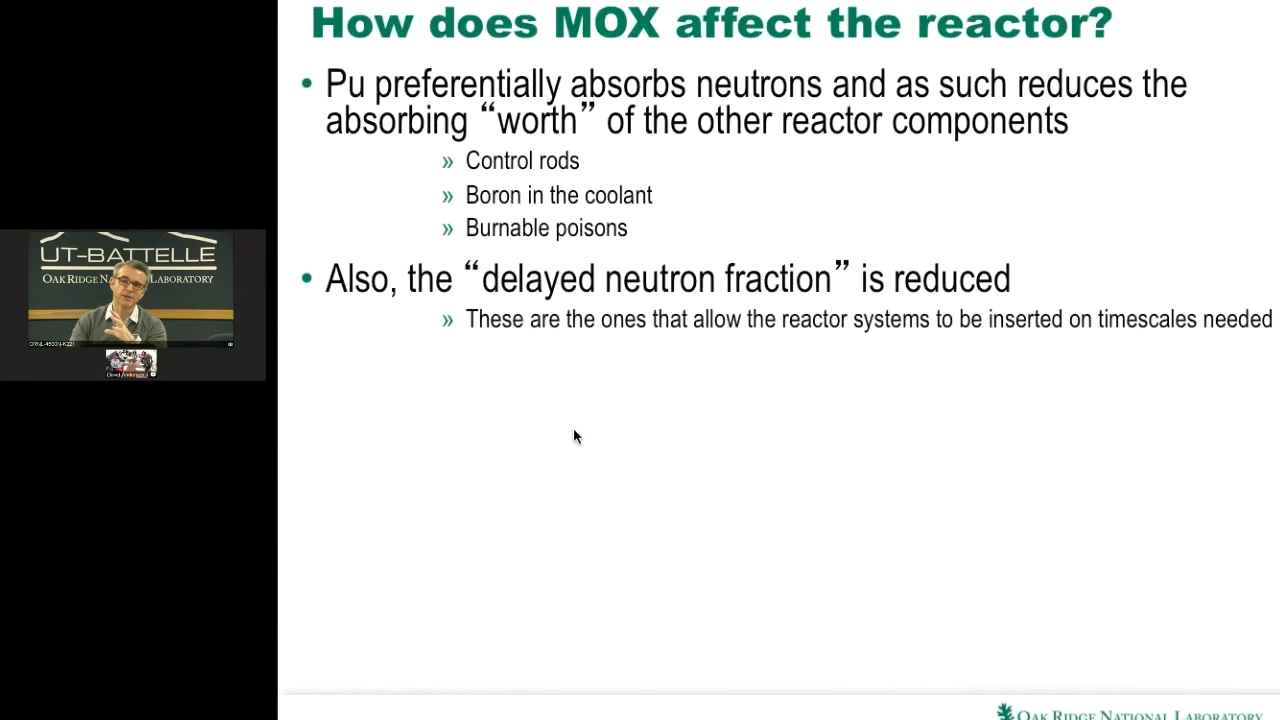 How does MOX affect the reactor?
• Pu preferentially absorbs neutrons and as such reduces the
absorbing “worth” of the other reactor components
» Control rods
» Boron in the coolant
» Burnable poisons
• Also, the “delayed neutron fraction” is reduced
» These are the ones that allow the reactor systems to be inserted on timescales needed
UT-BATTELLE
OAK RIDGE NATIONAL LABORATORY
David Anderson
OAK RIDGE NATIONAL LABORATORY